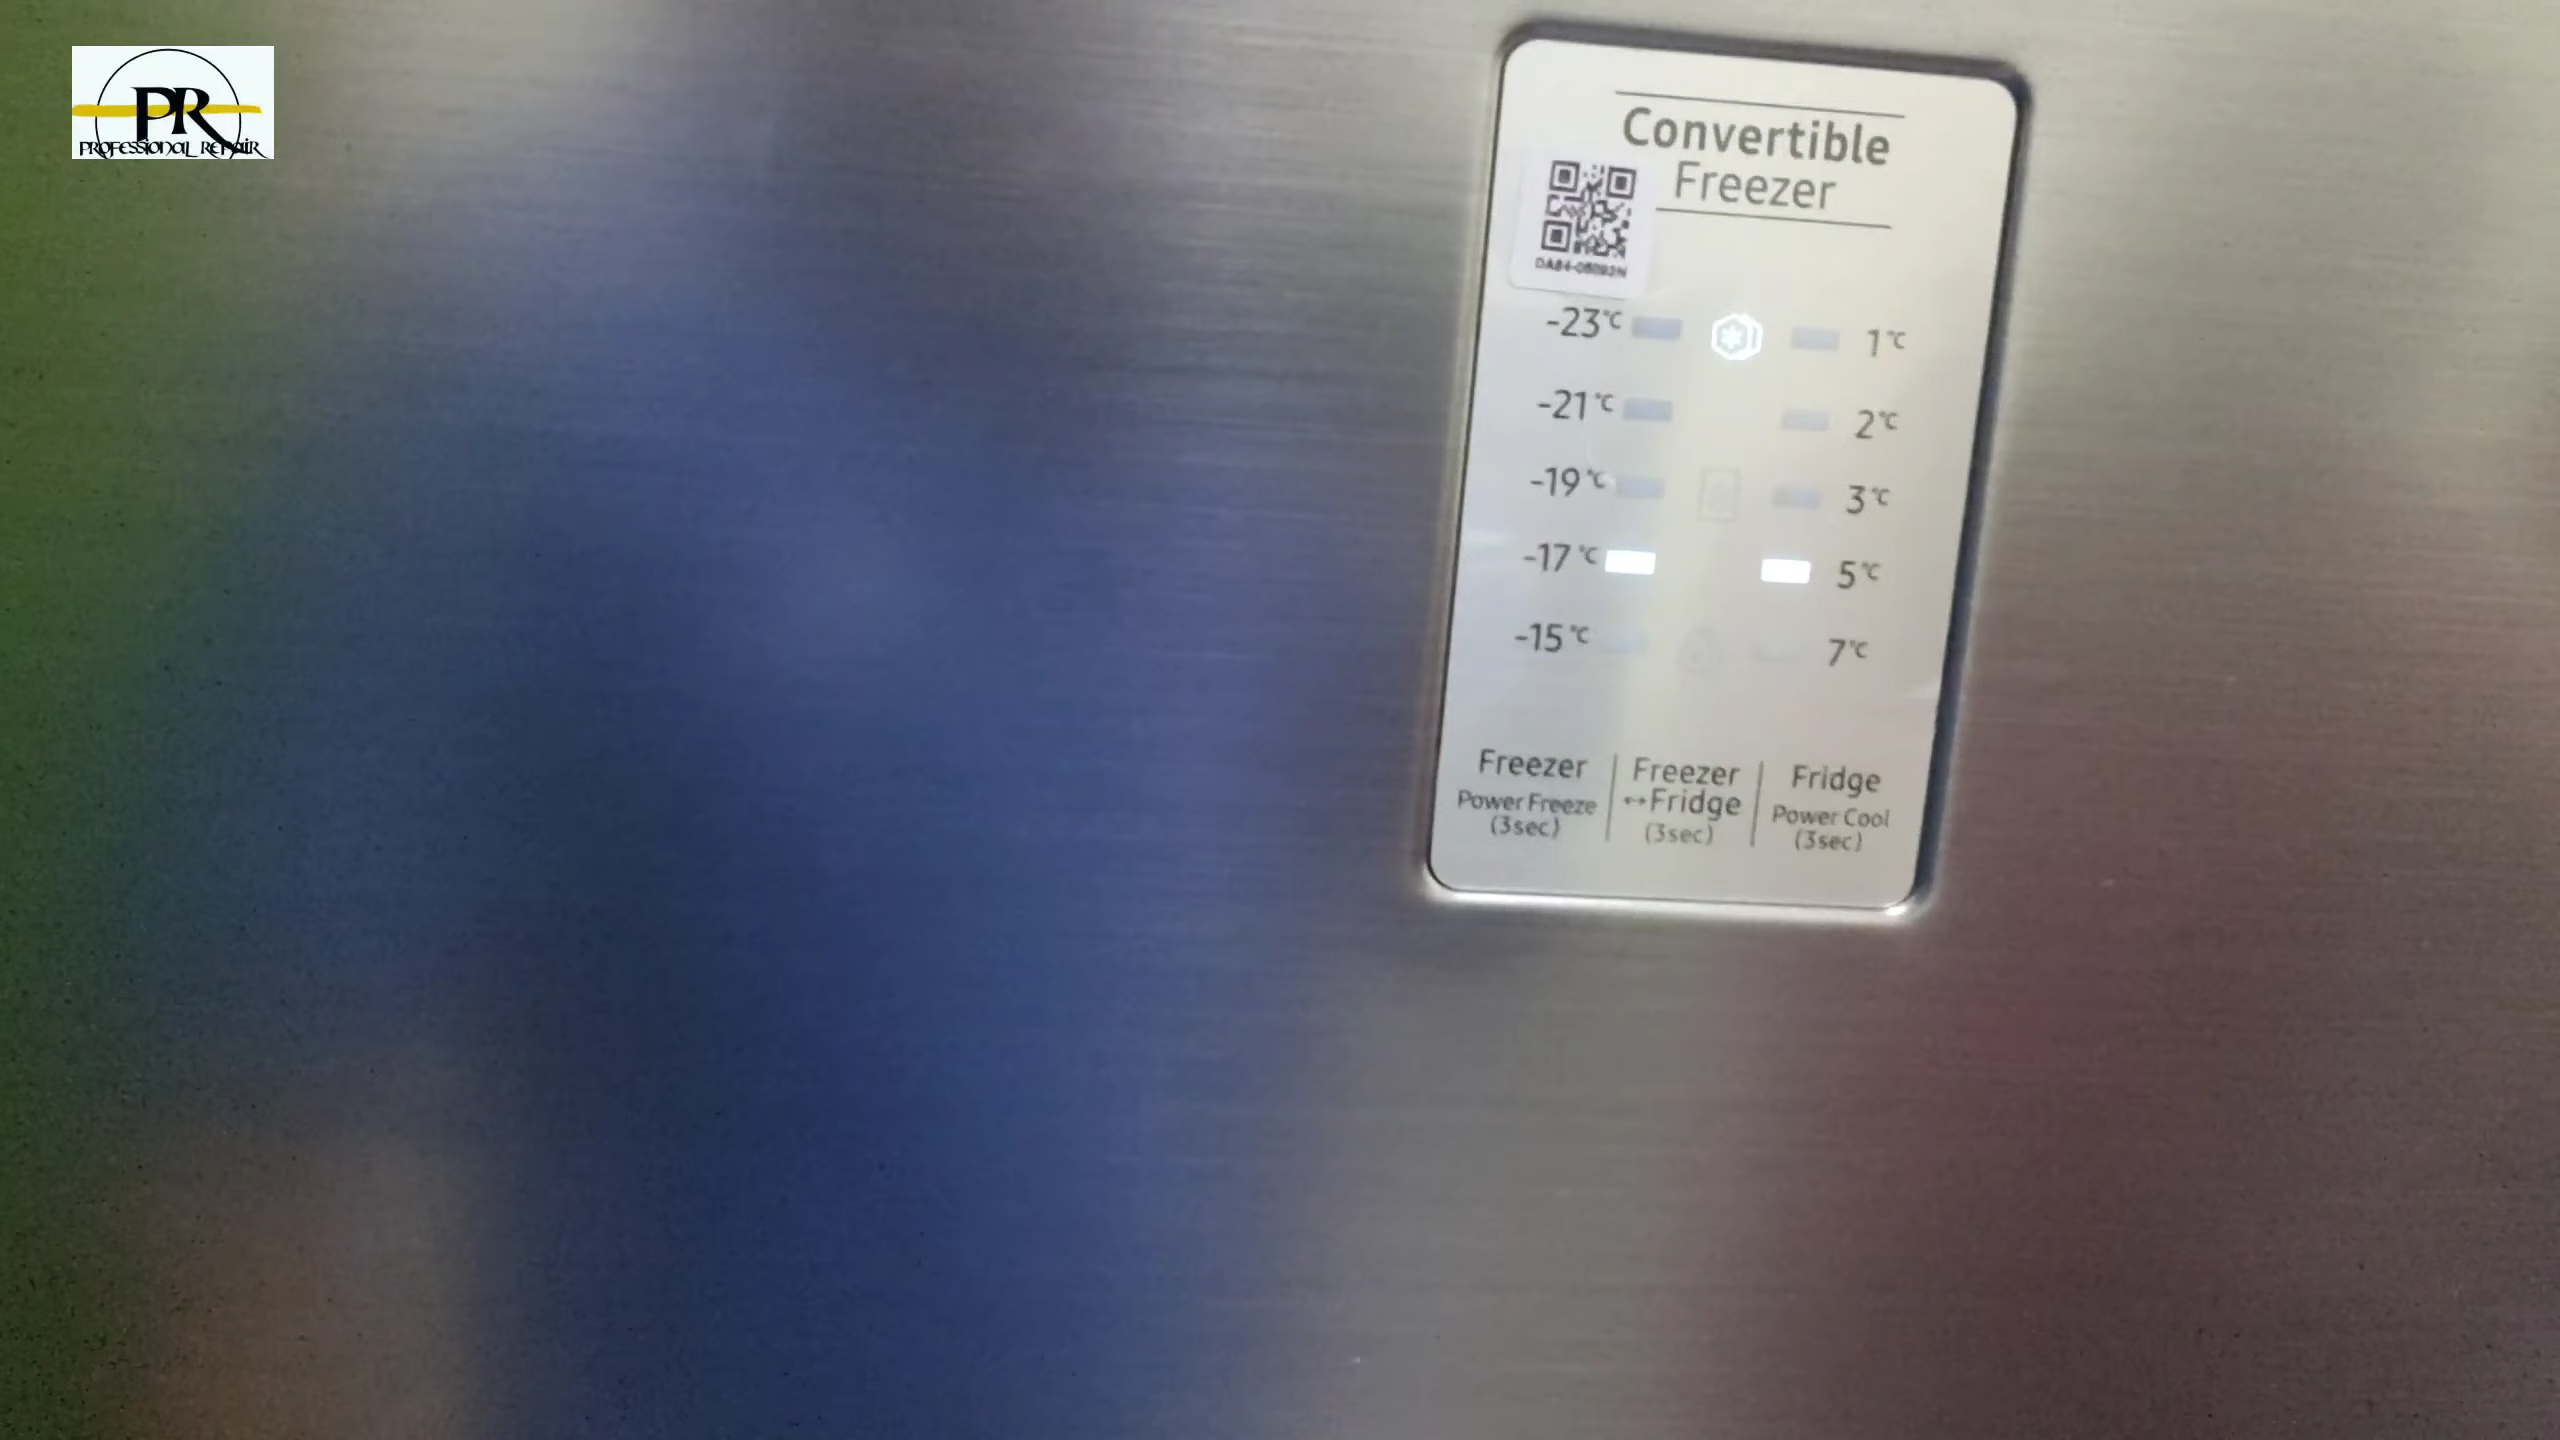 PR
PROFESSIONAL REPAIR
Convertible
Freezer
-23°C 1°C
-21°C 2°C
-19°C 3°C
-17°C 5°C
-15°C 7°C
Freezer
Power Freeze
(3sec)
Freezer
↔Fridge
(3sec)
Fridge
Power Cool
(3sec)